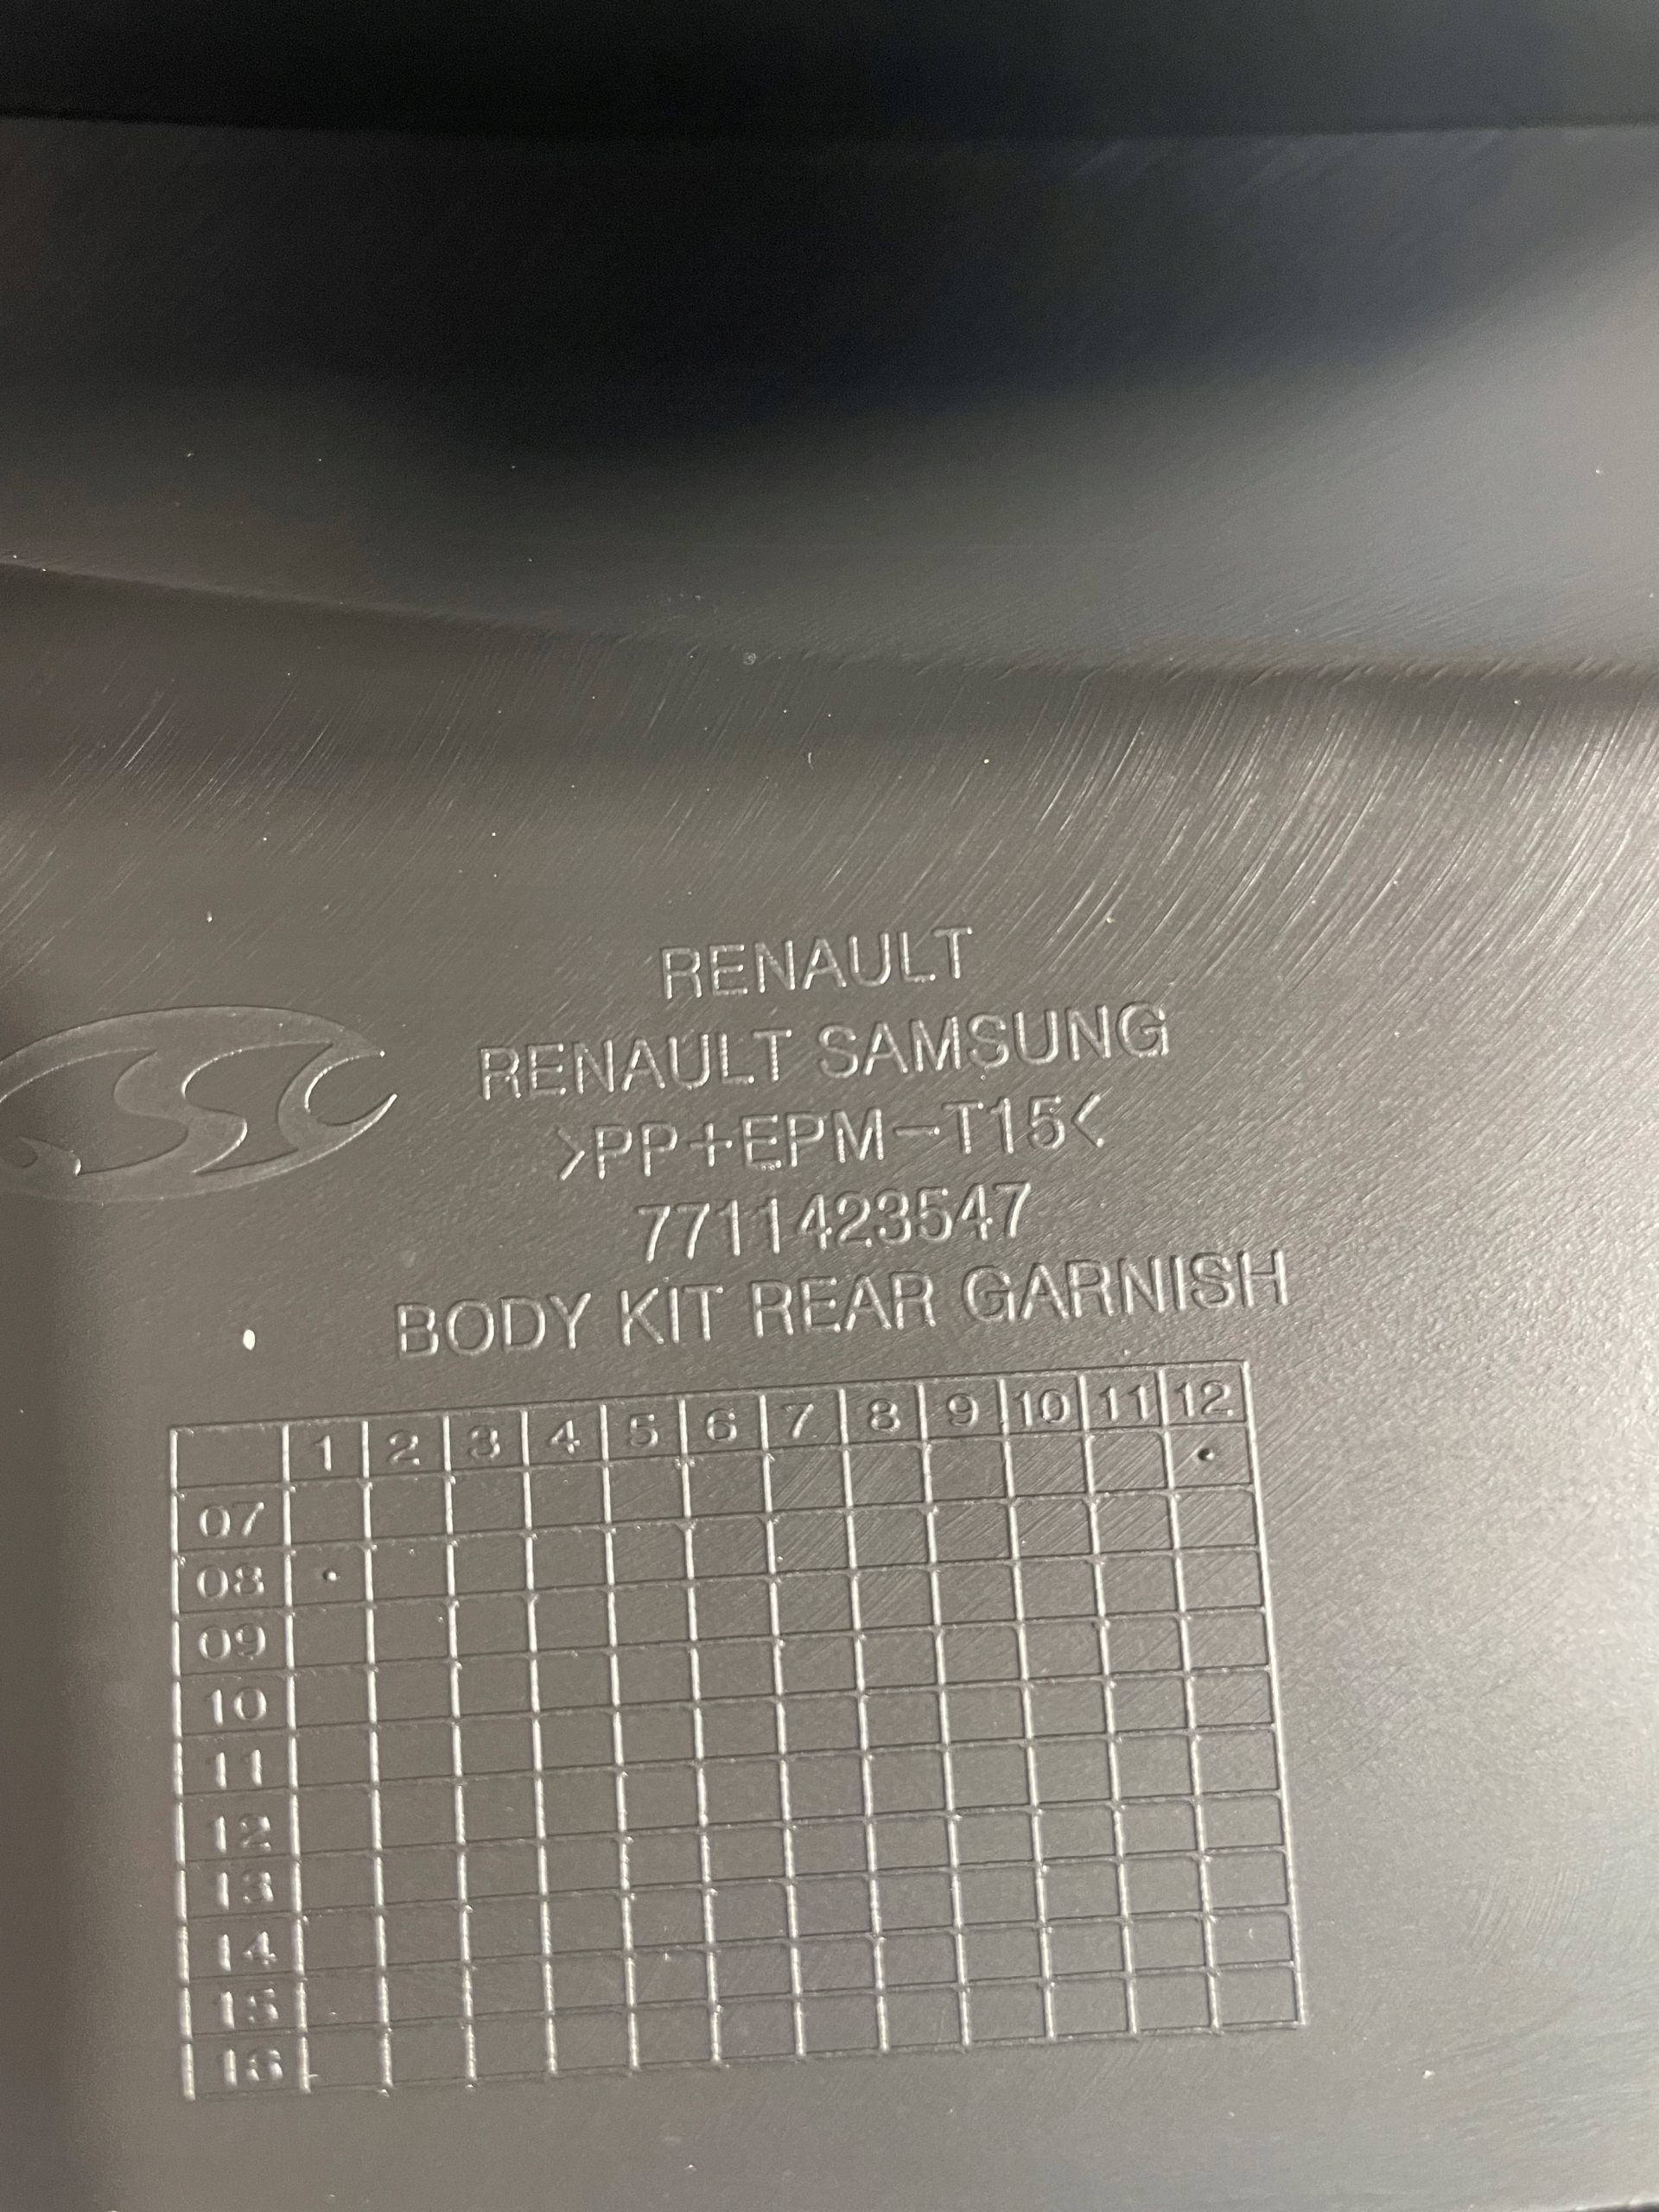 RENAULT
RENAULT SAMSUNG
>PP+EPM-T15<
7711423547
BODY KIT REAR GARNISH
1 2 3 4 5 6 7 8 9 10 11 12
07
08
09
10
11
12
13
14
15
16